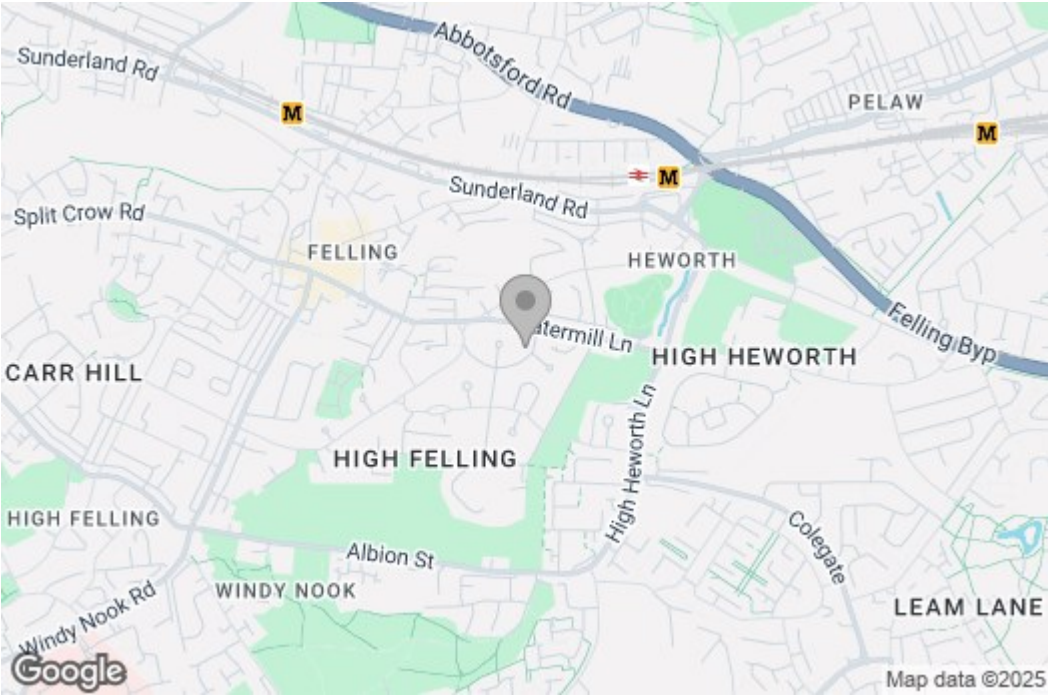 Abbotsford Rd
Sunderland Rd
PELAW
M
M
M
Sunderland Rd
Split Crow Rd
FELLING
HEWORTH
Felling Byp
atermill Ln
HIGH HEWORTH
CARR HILL
High Heworth Ln
HIGH FELLING
HIGH FELLING
Colegate
Albion St
WINDY NOOK
Windy Nook Rd
LEAM LANE
Google
Map data ©2025